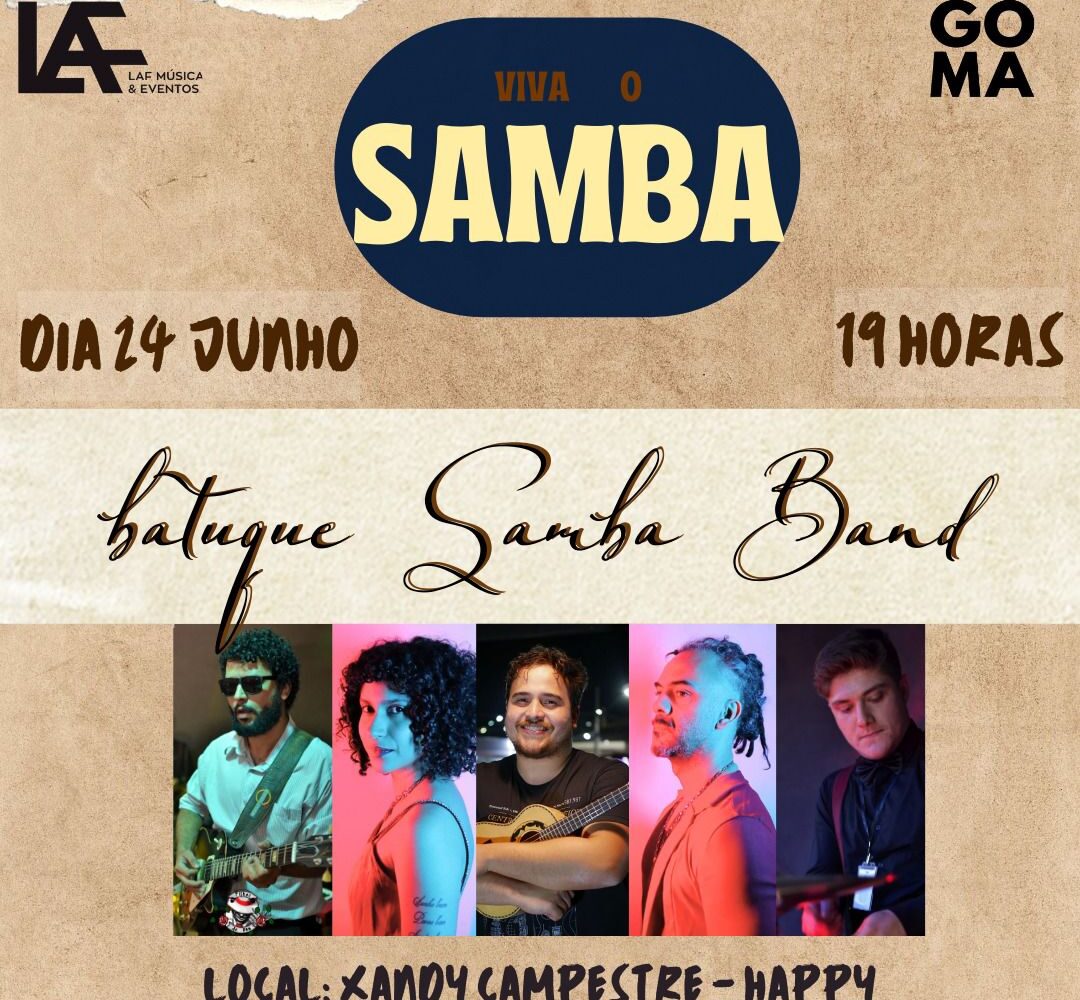 LAF MÚSICA
& EVENTOS
GO
MA
VIVA O
SAMBA
DIA 24 JUNHO
19 HORAS
batuque Samba Band
LOCAL: XANDY CAMPESTRE - HAPPY